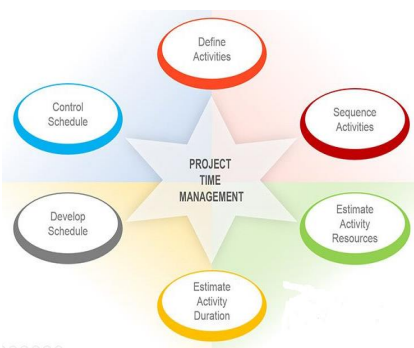 Define
Activities
Control
Schedule
Sequence
Activities
PROJECT
TIME
MANAGEMENT
Develop
Schedule
Estimate
Activity
Resources
Estimate
Activity
Duration